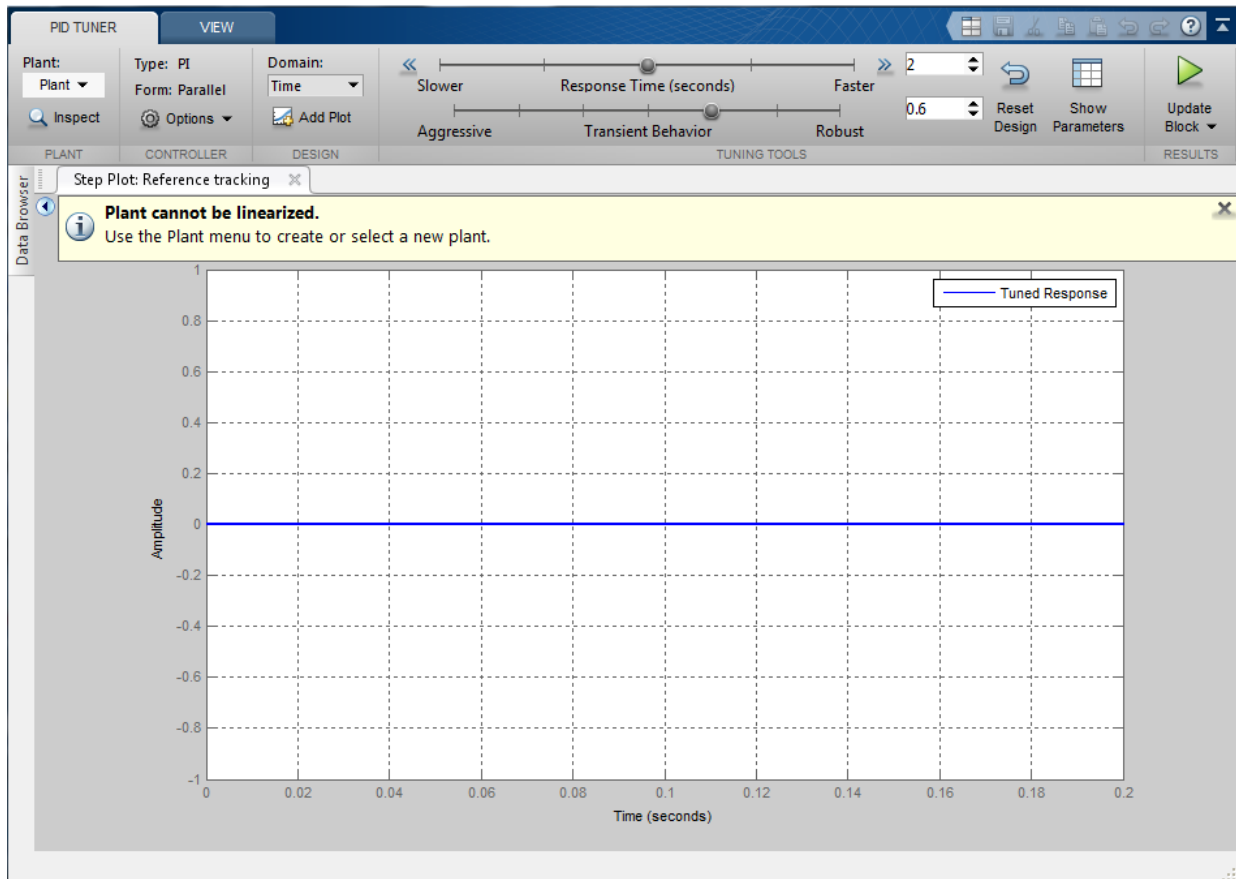 PID TUNER
VIEW
?
Plant:
Plant
Inspect
PLANT
Type: PI
Form: Parallel
Options
CONTROLLER
Domain:
Time
Add Plot
DESIGN
Slower
Response Time (seconds)
Faster
2
Aggressive
Transient Behavior
Robust
0.6
Reset
Design
Show
Parameters
TUNING TOOLS
Update
Block
RESULTS
Data Browser
Step Plot: Reference tracking
Plant cannot be linearized.
Use the Plant menu to create or select a new plant.
Tuned Response
1
0.8
0.6
0.4
0.2
0
-0.2
-0.4
-0.6
-0.8
-1
Amplitude
0
0.02
0.04
0.06
0.08
0.1
0.12
0.14
0.16
0.18
0.2
Time (seconds)